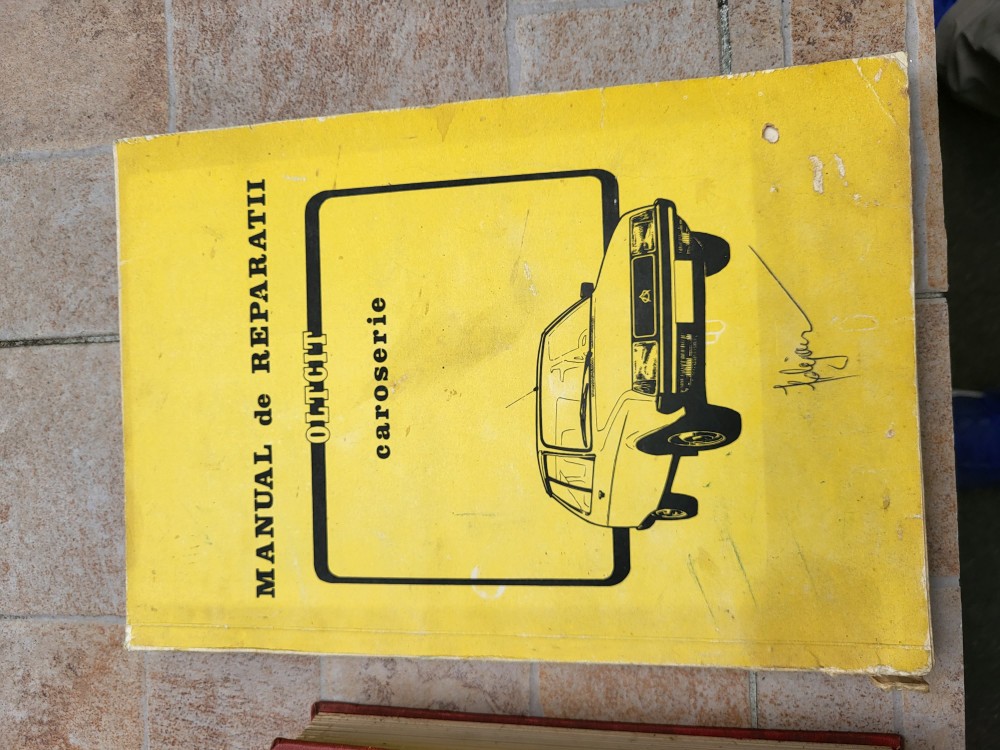 MANUAL de REPARATII
OLTCIT
caroserie